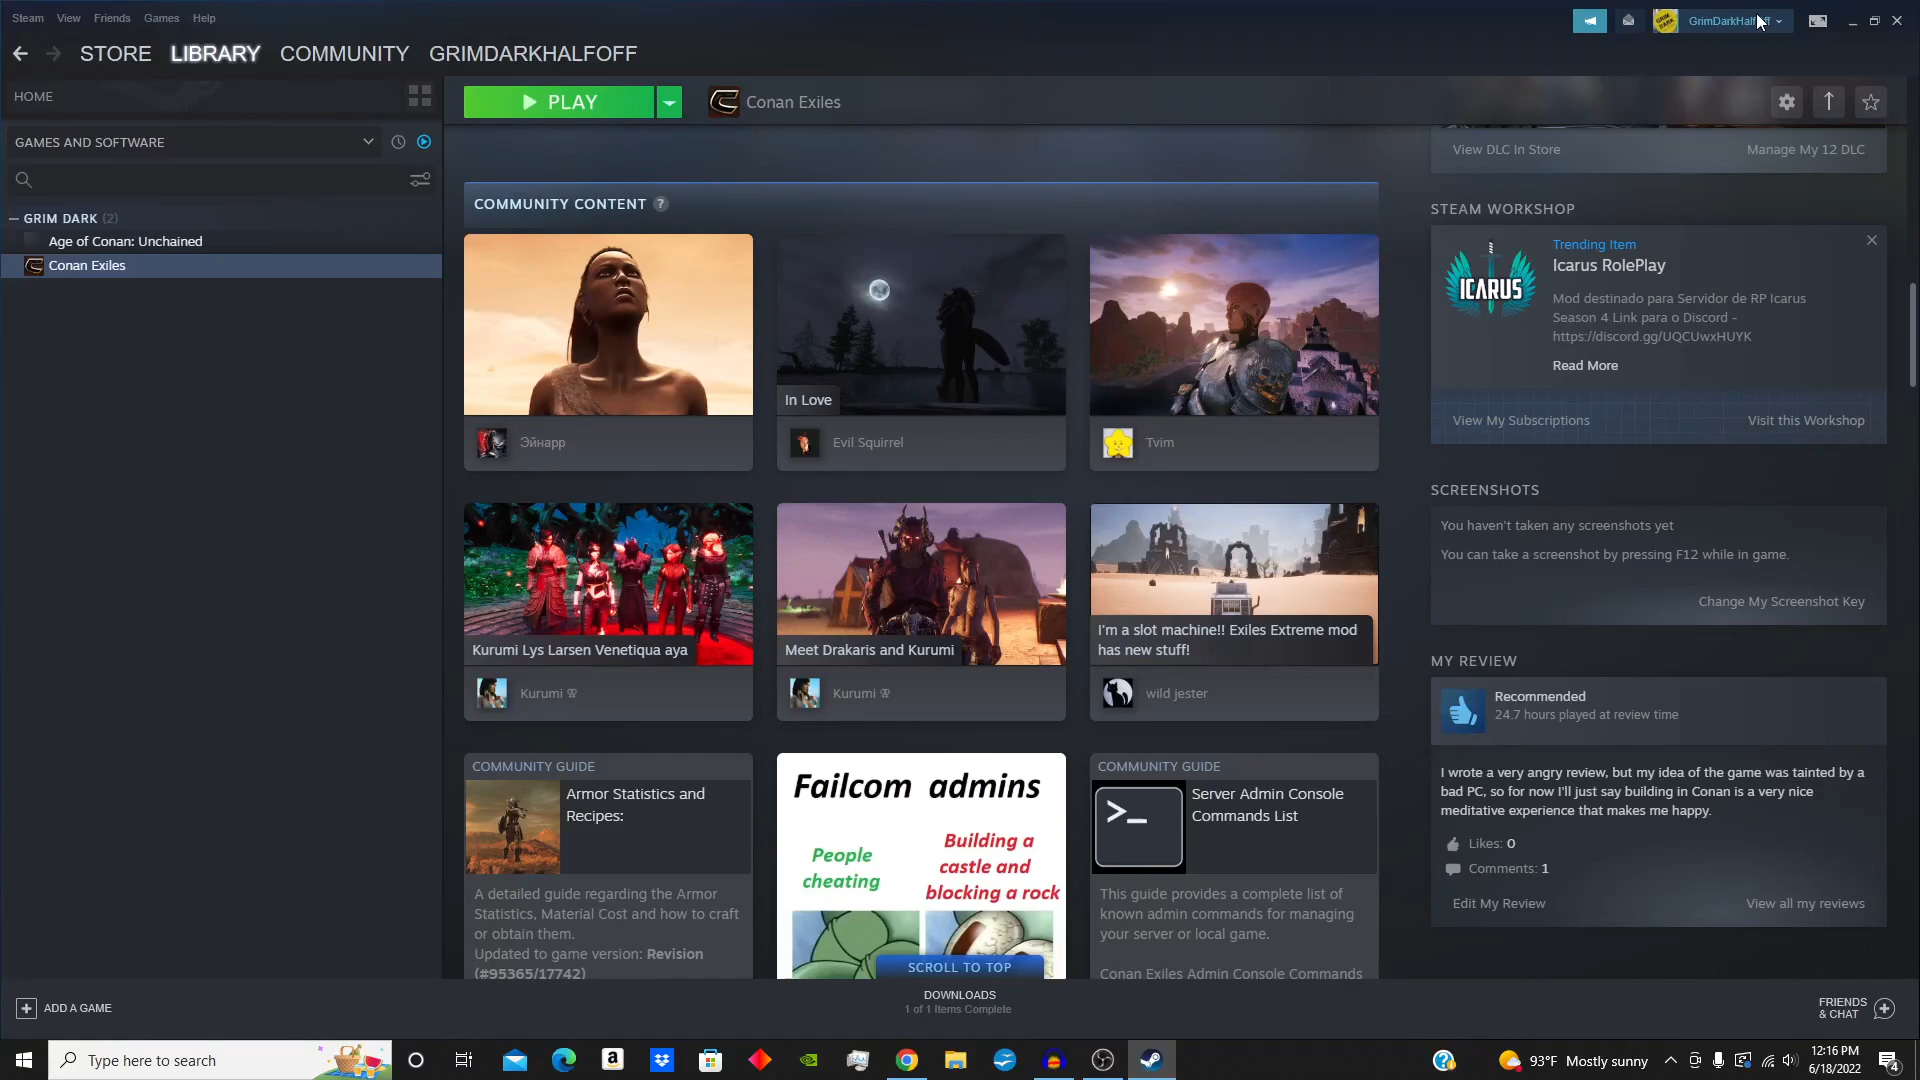 Steam View Friends Games Help
GrimDarkHalfoff
STORE LIBRARY COMMUNITY GRIMDARKHALFOFF
HOME
PLAY
Conan Exiles
GAMES AND SOFTWARE
GRIM DARK (2)
Age of Conan: Unchained
Conan Exiles
COMMUNITY CONTENT ?
Эйнарр
In Love
Evil Squirrel
Tvim
Kurumi Lys Larsen Venetiqua aya
Kurumi
Meet Drakaris and Kurumi
Kurumi
I'm a slot machine!! Exiles Extreme mod
has new stuff!
wild jester
COMMUNITY GUIDE
Armor Statistics and
Recipes:
A detailed guide regarding the Armor
Statistics, Material Cost and how to craft
or obtain them.
Updated to game version: Revision
(#95365/17742)
Failcom admins
People
cheating
Building a
castle and
blocking a rock
COMMUNITY GUIDE
>_
Server Admin Console
Commands List
This guide provides a complete list of
known admin commands for managing
your server or local game.
Conan Exiles Admin Console Commands
SCROLL TO TOP
View DLC In Store
Manage My 12 DLC
STEAM WORKSHOP
ICARUS
Trending Item
Icarus RolePlay
Mod destinado para Servidor de RP Icarus
Season 4 Link para o Discord -
https://discord.gg/UQCUwxHUYK
Read More
View My Subscriptions
Visit this Workshop
SCREENSHOTS
You haven't taken any screenshots yet
You can take a screenshot by pressing F12 while in game.
Change My Screenshot Key
MY REVIEW
Recommended
24.7 hours played at review time
I wrote a very angry review, but my idea of the game was tainted by a
bad PC, so for now I'll just say building in Conan is a very nice
meditative experience that makes me happy.
Likes: 0
Comments: 1
Edit My Review
View all my reviews
ADD A GAME
DOWNLOADS
1 of 1 Items Complete
FRIENDS
& CHAT
Type here to search
93°F Mostly sunny
12:16 PM
6/18/2022
4